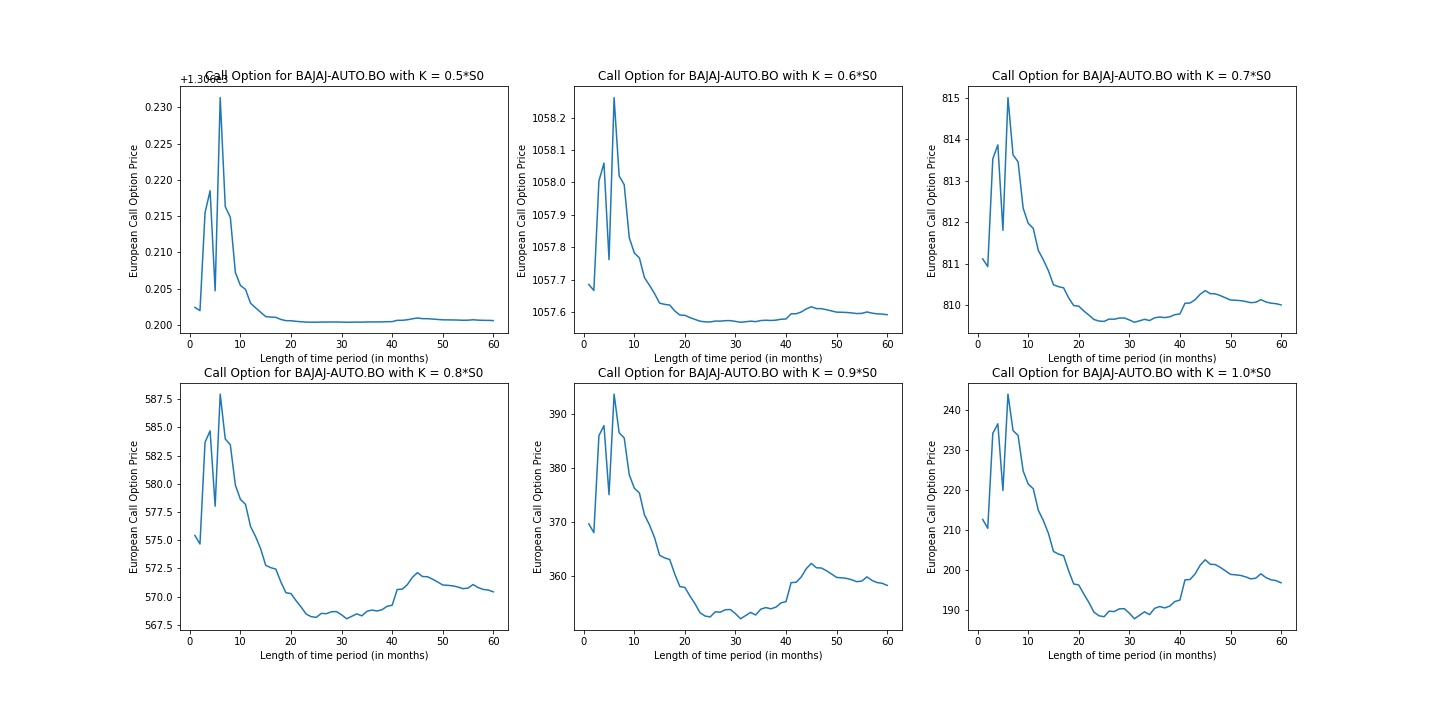 Call Option for BAJAJ-AUTO.BO with K = 0.5*S0
+1.306e3
0.230
0.225
0.220
0.215
0.210
0.205
0.200
European Call Option Price
0 10 20 30 40 50 60
Length of time period (in months)
Call Option for BAJAJ-AUTO.BO with K = 0.6*S0
1058.2
1058.1
1058.0
1057.9
1057.8
1057.7
1057.6
European Call Option Price
0 10 20 30 40 50 60
Length of time period (in months)
Call Option for BAJAJ-AUTO.BO with K = 0.7*S0
815
814
813
812
811
810
European Call Option Price
0 10 20 30 40 50 60
Length of time period (in months)
Call Option for BAJAJ-AUTO.BO with K = 0.8*S0
587.5
585.0
582.5
580.0
577.5
575.0
572.5
570.0
567.5
European Call Option Price
0 10 20 30 40 50 60
Length of time period (in months)
Call Option for BAJAJ-AUTO.BO with K = 0.9*S0
390
380
370
360
European Call Option Price
0 10 20 30 40 50 60
Length of time period (in months)
Call Option for BAJAJ-AUTO.BO with K = 1.0*S0
240
230
220
210
200
190
European Call Option Price
0 10 20 30 40 50 60
Length of time period (in months)